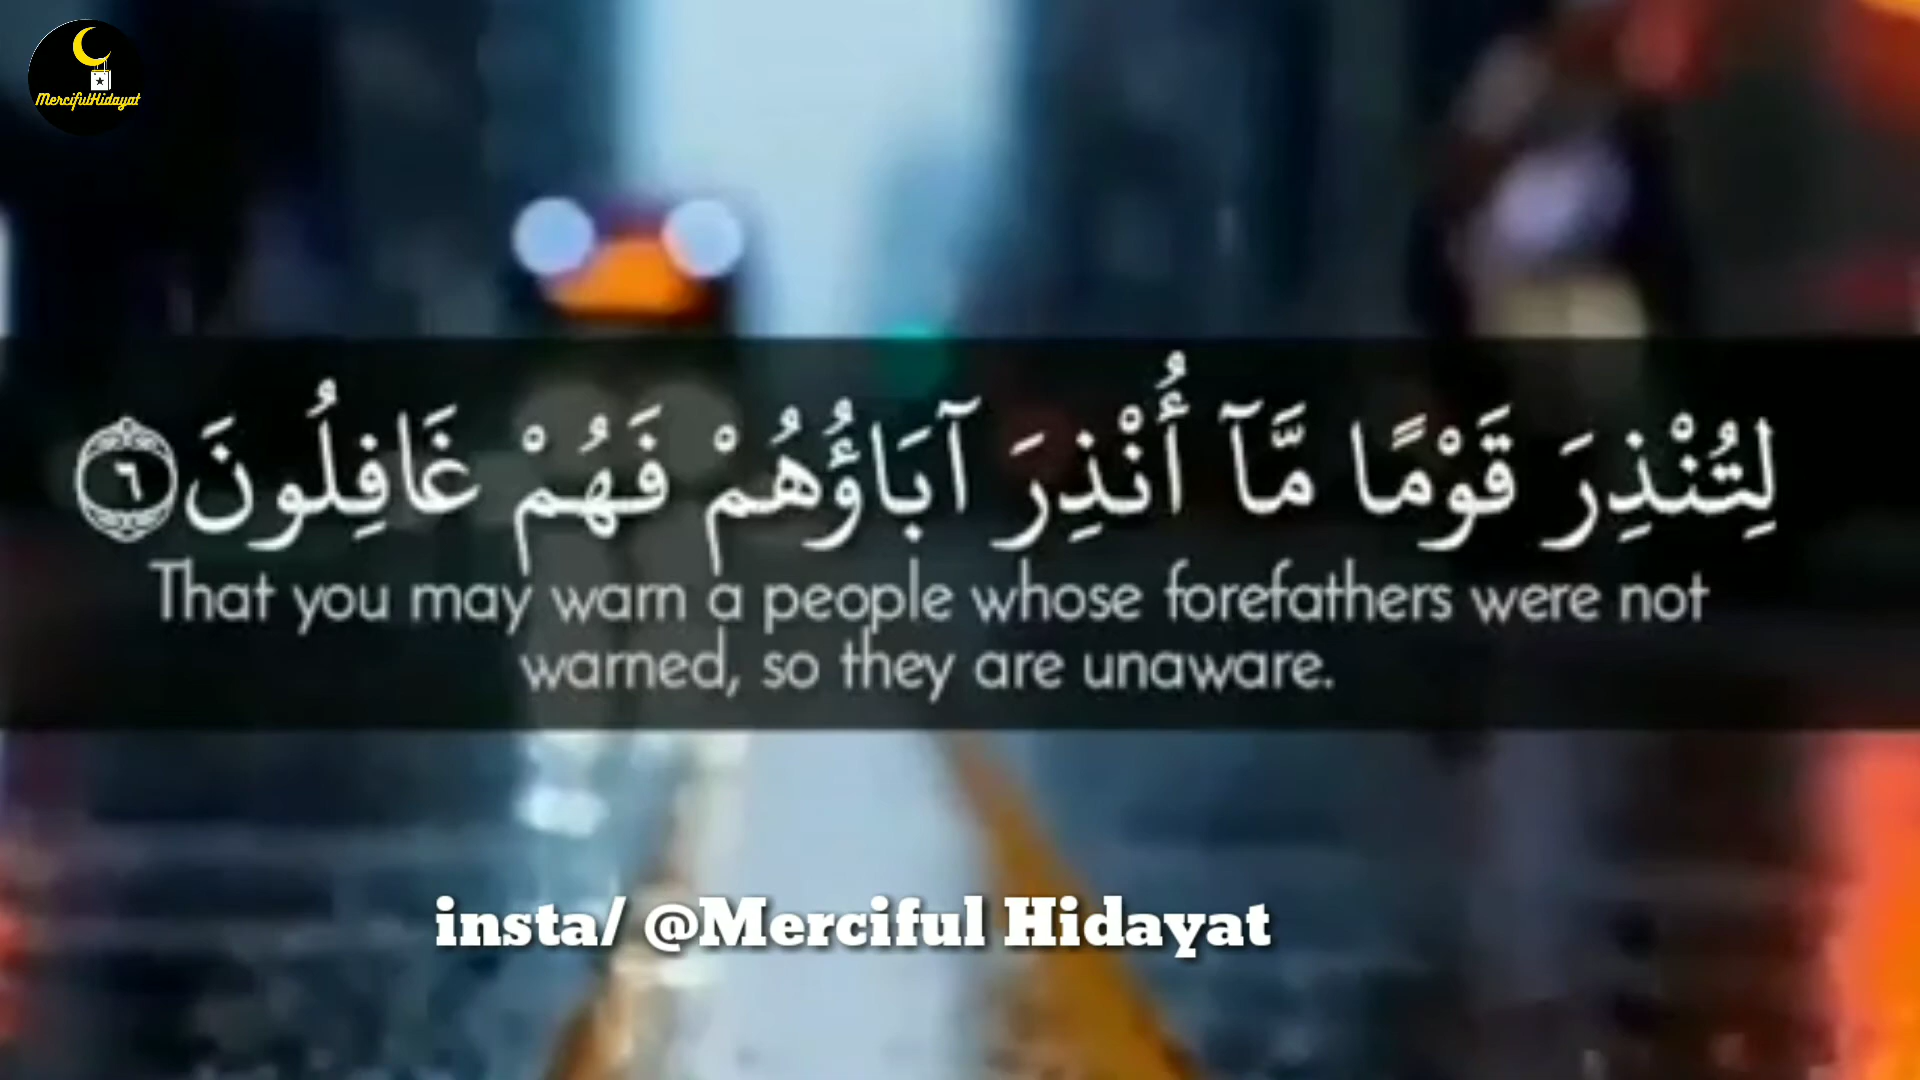 MercifulHidayat
لِتُنْذِرَ قَوْمًا مَّآ أُنْذِرَ آبَاؤُهُمْ فَهُمْ غَافِلُونَ ٦
That you may warn a people whose forefathers were not
warned, so they are unaware.
insta/ @Merciful Hidayat